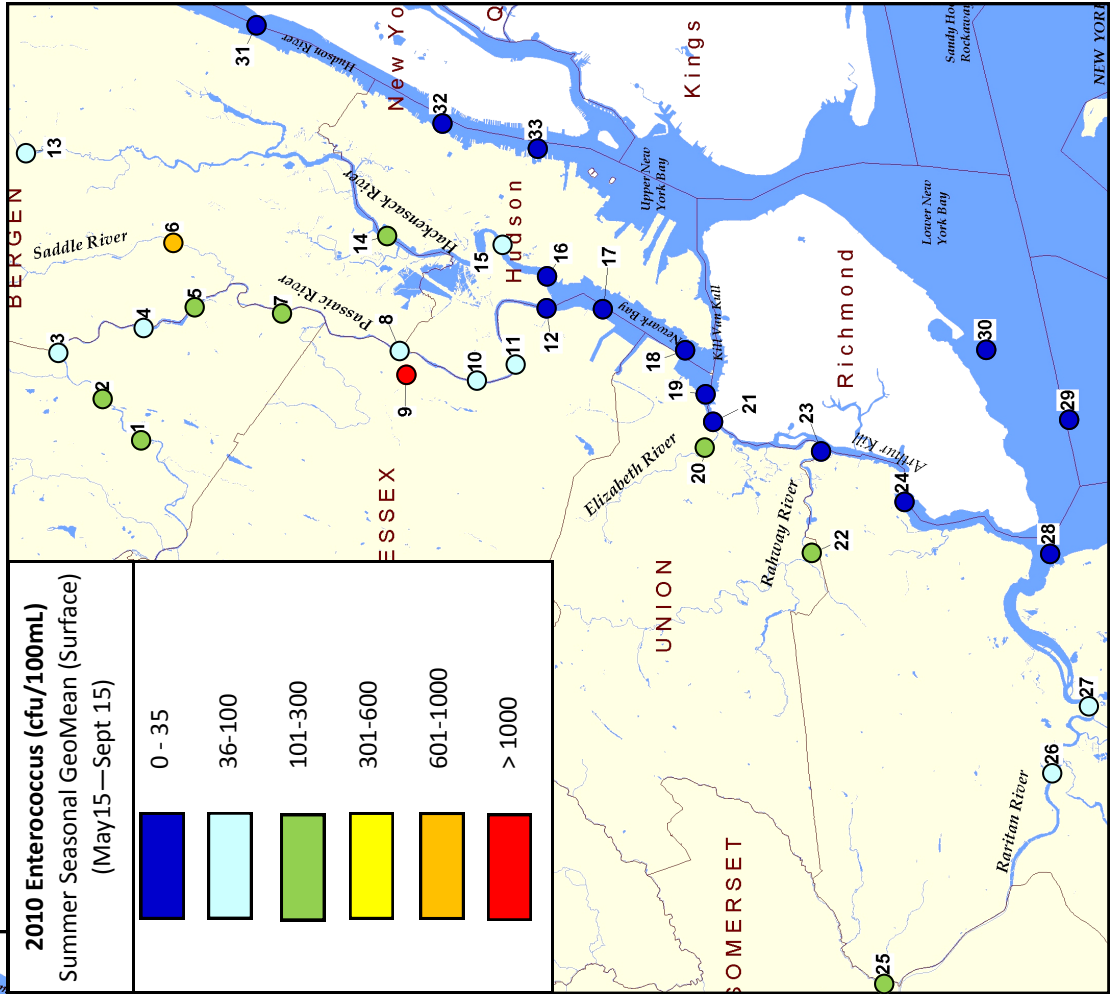 2010 Enterococcus (cfu/100mL)
Summer Seasonal GeoMean (Surface)
(May15—Sept 15)
0 - 35
36-100
101-300
301-600
601-1000
> 1000
BERGEN
Saddle River
Passaic River
Hackensack River
Hudson River
New Yo
Q
Kings
Hudson
ESSEX
Upper New
York Bay
Newark Bay
Kill Van Kull
Elizabeth River
UNION
Rahway River
Arthur Kill
Richmond
Lower New
York Bay
Sandy Hoo
Rockaway
NEW YORK
SOMERSET
Raritan River
1
2
3
4
5
6
7
8
9
10
11
12
13
14
15
16
17
18
19
20
21
22
23
24
25
26
27
28
29
30
31
32
33